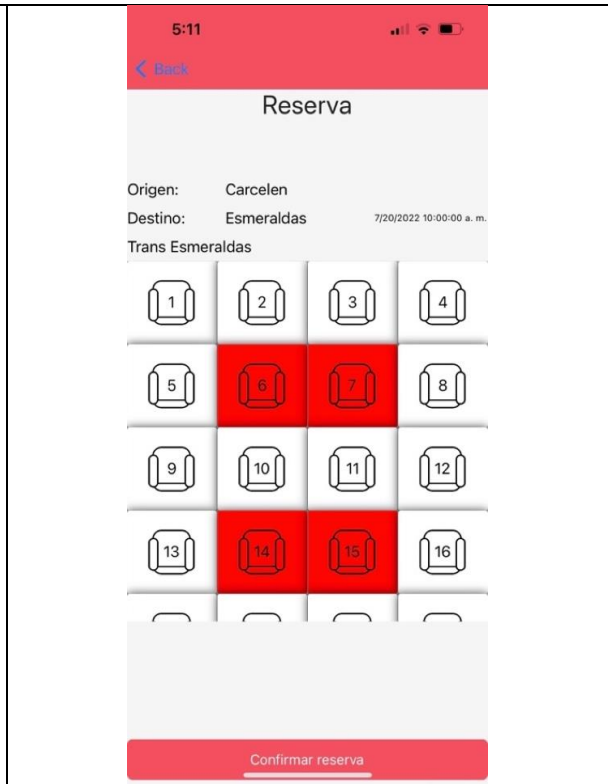 5:11
Back
Reserva
Origen: Carcelen
Destino: Esmeraldas 7/20/2022 10:00:00 a. m.
Trans Esmeraldas
1 2 3 4
5 6 7 8
9 10 11 12
13 14 15 16
Confirmar reserva